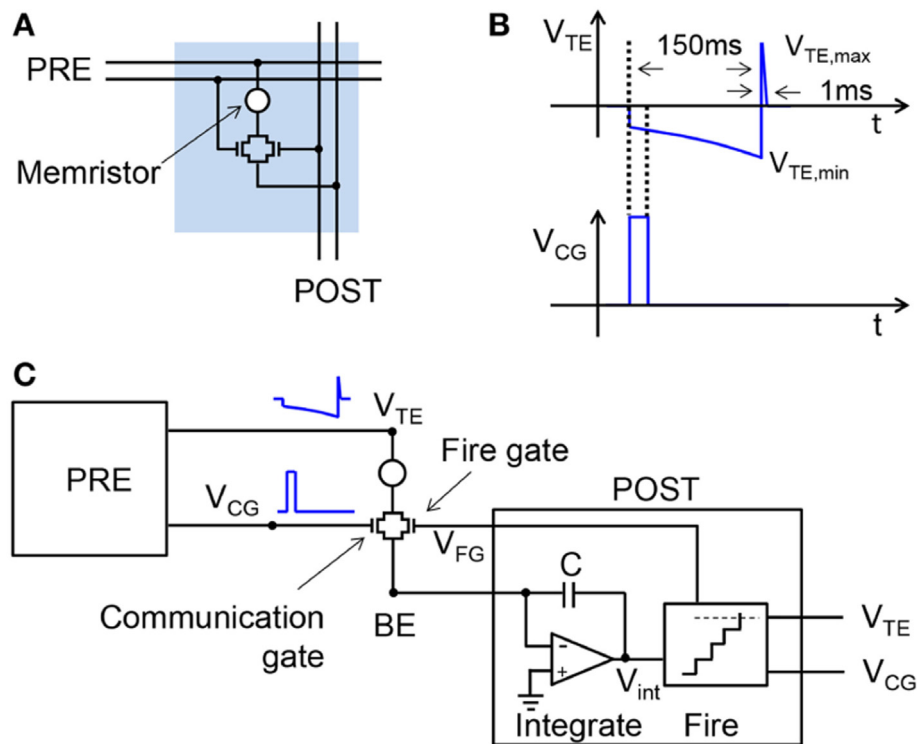 A
PRE
Memristor
POST
B
V_TE
150ms
V_TE,max
1ms
t
V_TE,min
V_CG
t
C
PRE
V_TE
Fire gate
V_CG
POST
V_FG
C
Communication
gate
BE
V_TE
-
+
V_int
V_CG
Integrate
Fire